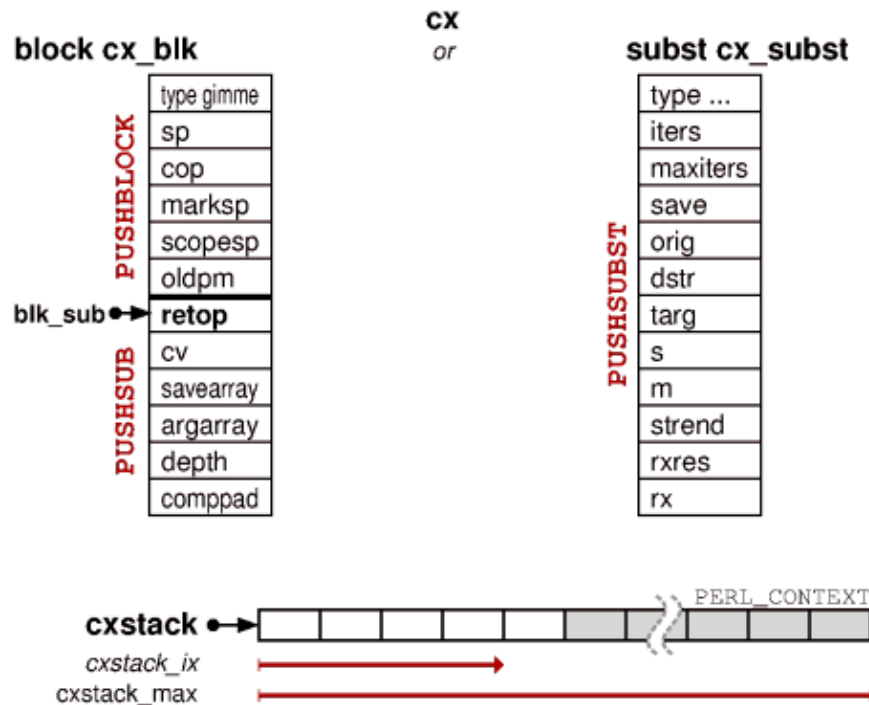 cx
or
block cx_blk
subst cx_subst
PUSHBLOCK
type gimme
sp
cop
marksp
scopesp
oldpm
blk_sub
retop
PUSHSUB
cv
savearray
argarray
depth
comppad
PUSHSUBST
type ...
iters
maxiters
save
orig
dstr
targ
s
m
strend
rxres
rx
PERL_CONTEXT
cxstack
cxstack_ix
cxstack_max